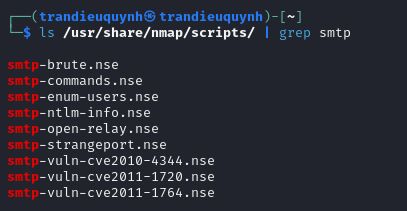 ┌──(trandieuquynh㉿trandieuquynh)-[~]
└─$ ls /usr/share/nmap/scripts/ | grep smtp
smtp-brute.nse
smtp-commands.nse
smtp-enum-users.nse
smtp-ntlm-info.nse
smtp-open-relay.nse
smtp-strangeport.nse
smtp-vuln-cve2010-4344.nse
smtp-vuln-cve2011-1720.nse
smtp-vuln-cve2011-1764.nse